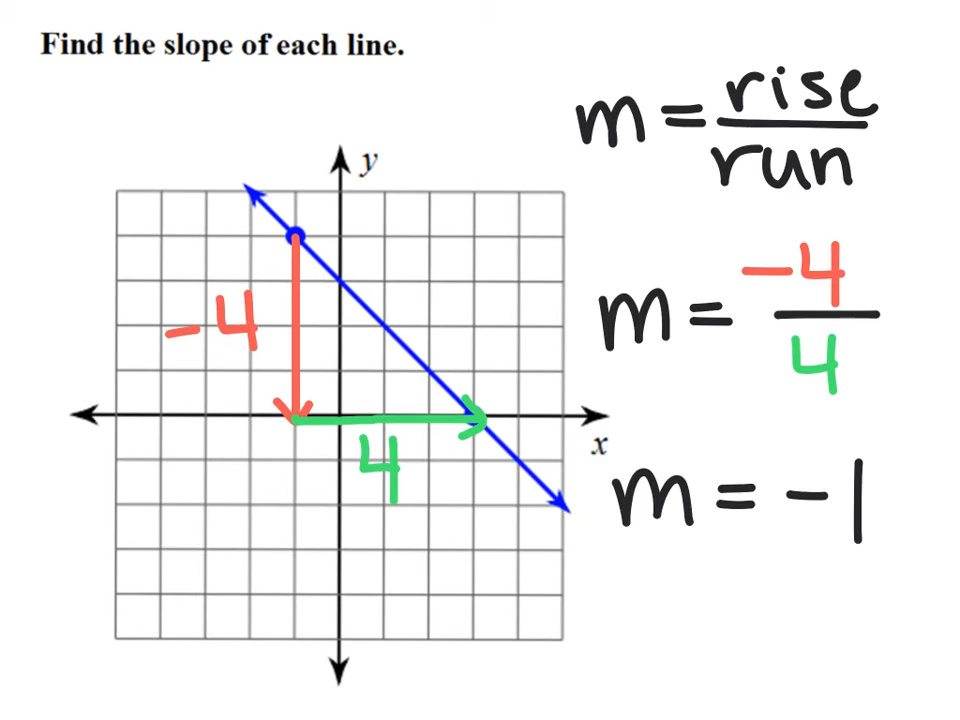 Find the slope of each line.
m = rise
run
y
m = -4
4
-4
x
4
m = -1